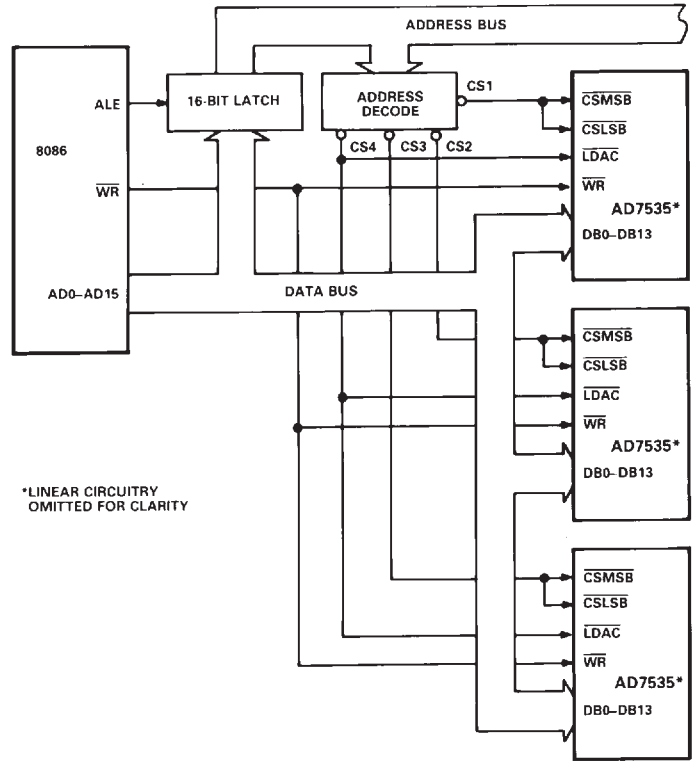 ADDRESS BUS
ALE
16-BIT LATCH
ADDRESS
DECODE
CS1
CS4
CS3
CS2
8086
WR
AD0–AD15
DATA BUS
CSMSB
CSLSB
LDAC
WR
AD7535*
DB0–DB13
CSMSB
CSLSB
LDAC
WR
AD7535*
DB0–DB13
*LINEAR CIRCUITRY
OMITTED FOR CLARITY
CSMSB
CSLSB
LDAC
WR
AD7535*
DB0–DB13